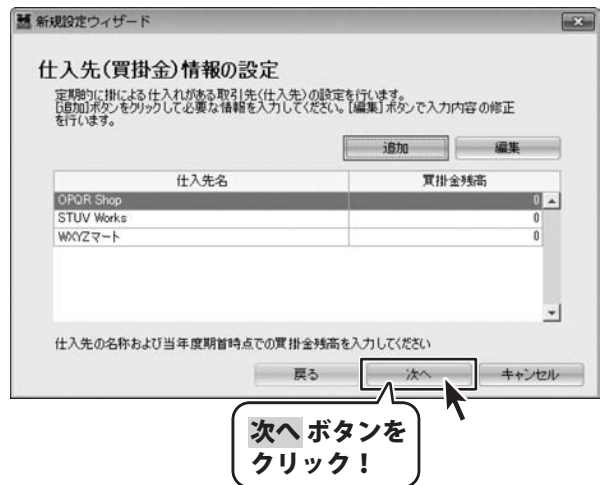 新規設定ウィザード
仕入先(買掛金)情報の設定
定期的に掛による仕入れがある取引先(仕入先)の設定を行います。
[追加]ボタンをクリックして必要な情報を入力してください。[編集]ボタンで入力内容の修正
を行います。
追加 編集
仕入先名 買掛金残高
OPQR Shop 0
STUV Works 0
WXYZマート 0
仕入先の名称および当年度期首時点での買掛金残高を入力してください
戻る 次へ キャンセル
次へ ボタンを
クリック！